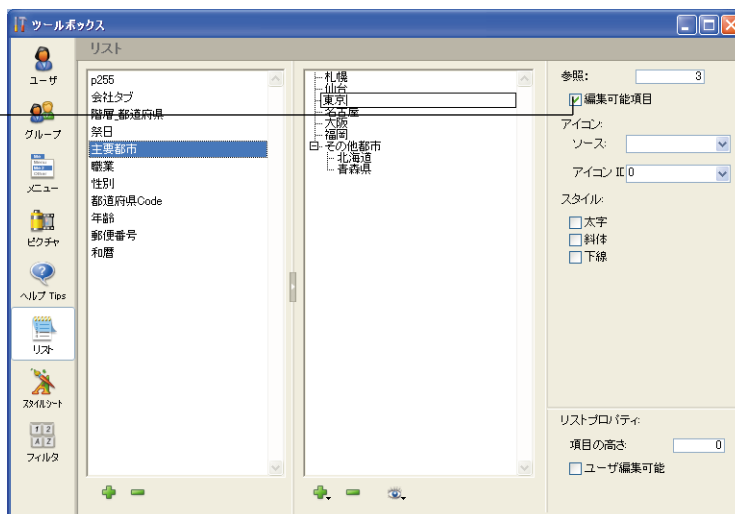 ツールボックス
リスト
ユーザ
グループ
メニュー
ピクチャ
ヘルプ Tips
リスト
スタイルシート
フィルタ
p255
会社タブ
階層_都道府県
祭日
主要都市
職業
性別
都道府県Code
年齢
郵便番号
和暦
札幌
仙台
東京
名古屋
大阪
福岡
その他都市
北海道
青森県
参照: 3
編集可能項目
アイコン:
ソース:
アイコン ID 0
スタイル:
太字
斜体
下線
リストプロパティ:
項目の高さ: 0
ユーザ編集可能